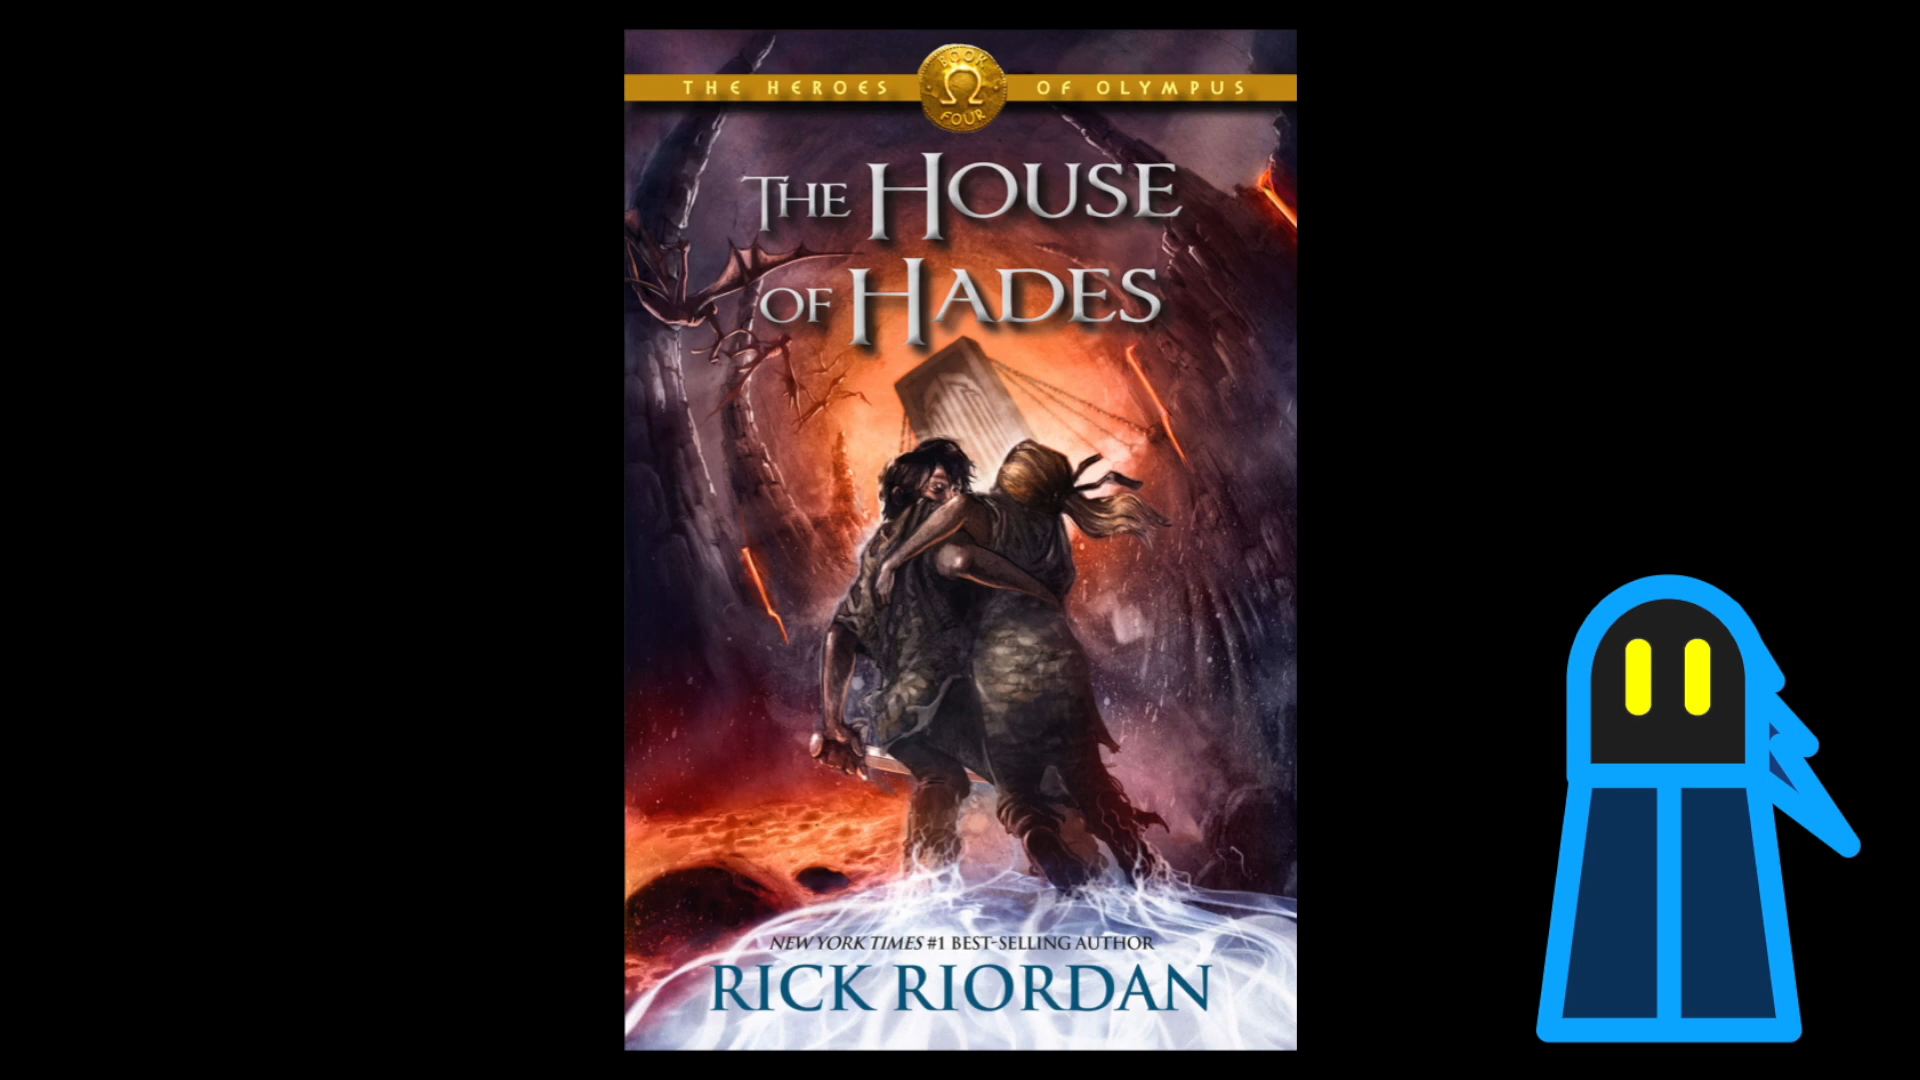 THE HEROES OF OLYMPUS
BOOK
Ω
FOUR
THE HOUSE
OF HADES
NEW YORK TIMES #1 BEST-SELLING AUTHOR
RICK RIORDAN